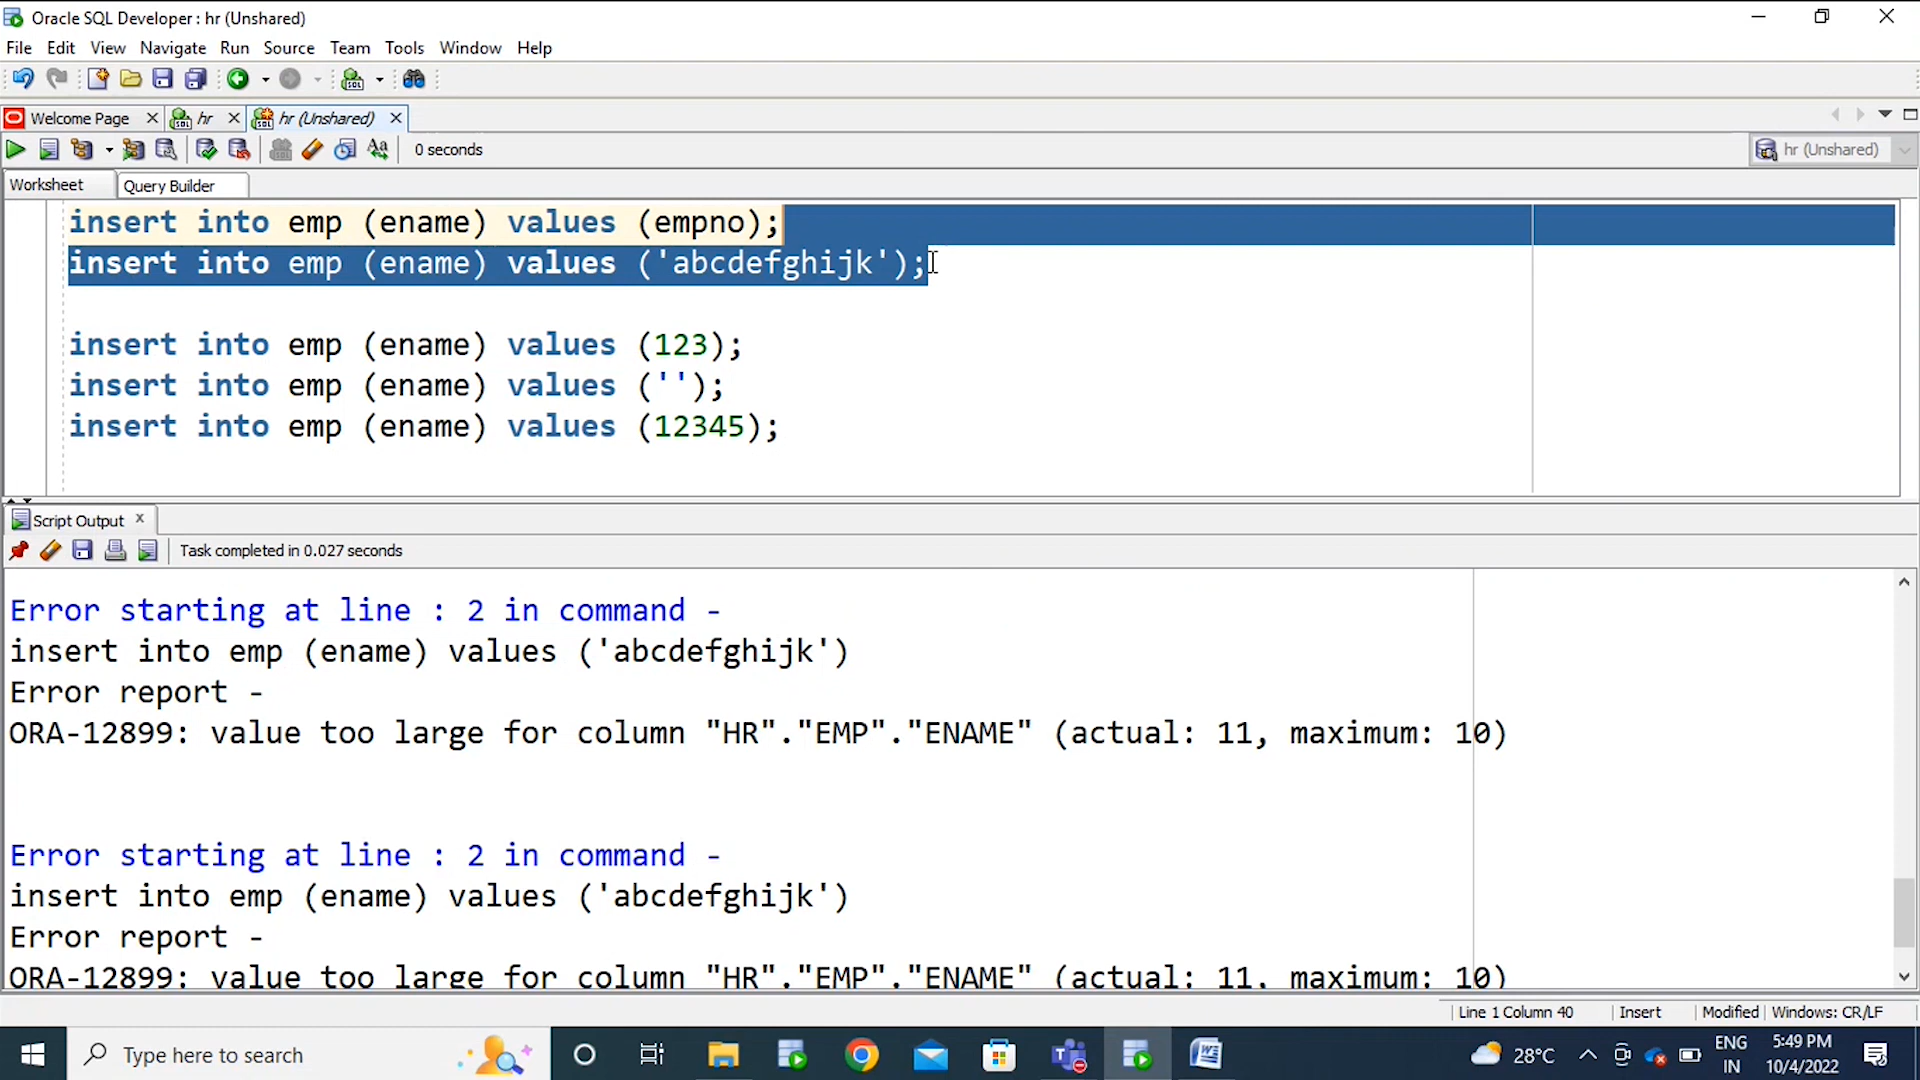 Oracle SQL Developer : hr (Unshared)
File Edit View Navigate Run Source Team Tools Window Help
Welcome Page hr hr (Unshared)
0 seconds hr (Unshared)
Worksheet Query Builder
insert into emp (ename) values (empno);
insert into emp (ename) values ('abcdefghijk');
insert into emp (ename) values (123);
insert into emp (ename) values ('');
insert into emp (ename) values (12345);
Script Output
Task completed in 0.027 seconds
Error starting at line : 2 in command -
insert into emp (ename) values ('abcdefghijk')
Error report -
ORA-12899: value too large for column "HR"."EMP"."ENAME" (actual: 11, maximum: 10)
Error starting at line : 2 in command -
insert into emp (ename) values ('abcdefghijk')
Error report -
ORA-12899: value too large for column "HR"."EMP"."ENAME" (actual: 11, maximum: 10)
Line 1 Column 40 Insert Modified Windows: CR/LF
Type here to search 28°C ENG 5:49 PM
IN 10/4/2022